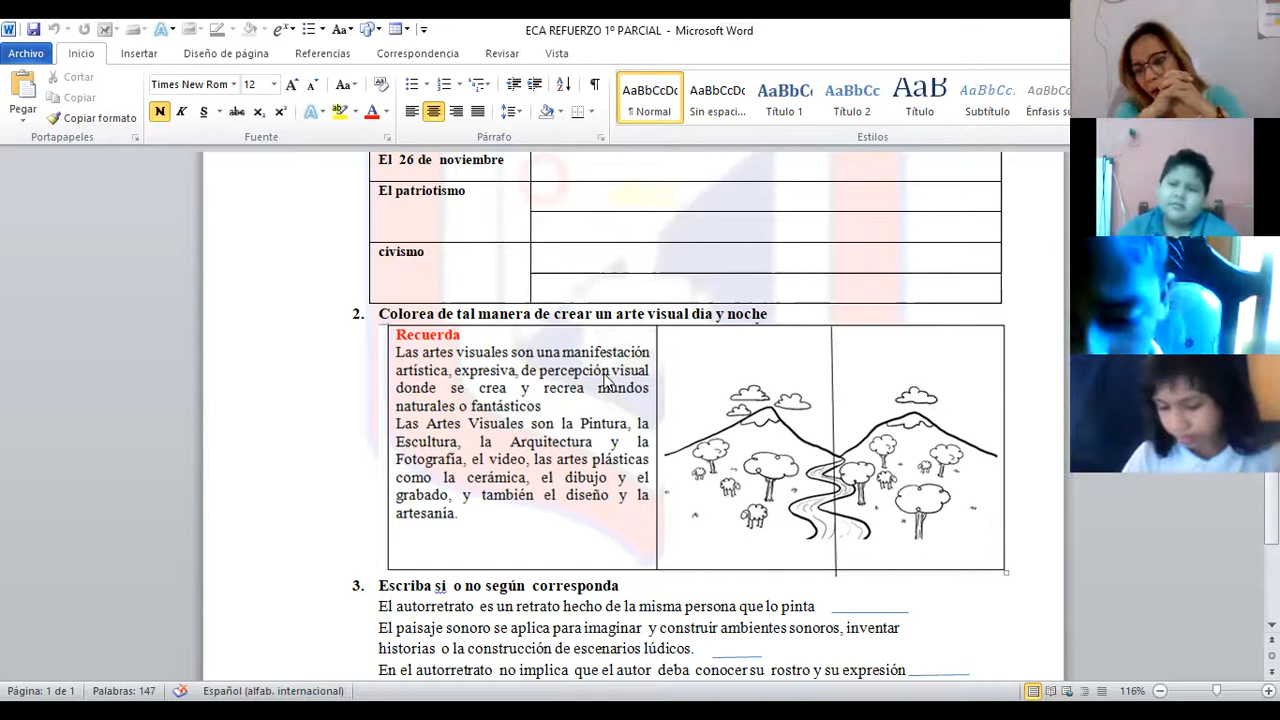 ECA REFUERZO 1º PARCIAL - Microsoft Word
Archivo Inicio Insertar Diseño de página Referencias Correspondencia Revisar Vista
Pegar
Cortar
Copiar
Copiar formato
Portapapeles
Times New Rom 12
N K S abc x₂ x²
Fuente
Párrafo
AaBbCcDc AaBbCcDc AaBbC AaBbCc AaB AaBbCc. AaBbCcDc
¶ Normal Sin espaci... Título 1 Título 2 Título Subtítulo Énfasis su
Estilos
El 26 de noviembre
El patriotismo
civismo
2. Colorea de tal manera de crear un arte visual día y noche
Recuerda
Las artes visuales son una manifestación
artística, expresiva, de percepción visual
donde se crea y recrea mundos
naturales o fantásticos
Las Artes Visuales son la Pintura, la
Escultura, la Arquitectura y la
Fotografía, el video, las artes plásticas
como la cerámica, el dibujo y el
grabado, y también el diseño y la
artesanía.
3. Escriba si o no según corresponda
El autorretrato es un retrato hecho de la misma persona que lo pinta
El paisaje sonoro se aplica para imaginar y construir ambientes sonoros, inventar
historias o la construcción de escenarios lúdicos.
En el autorretrato no implica que el autor deba conocer su rostro y su expresión
Página: 1 de 1 Palabras: 147 Español (alfab. internacional) 116%